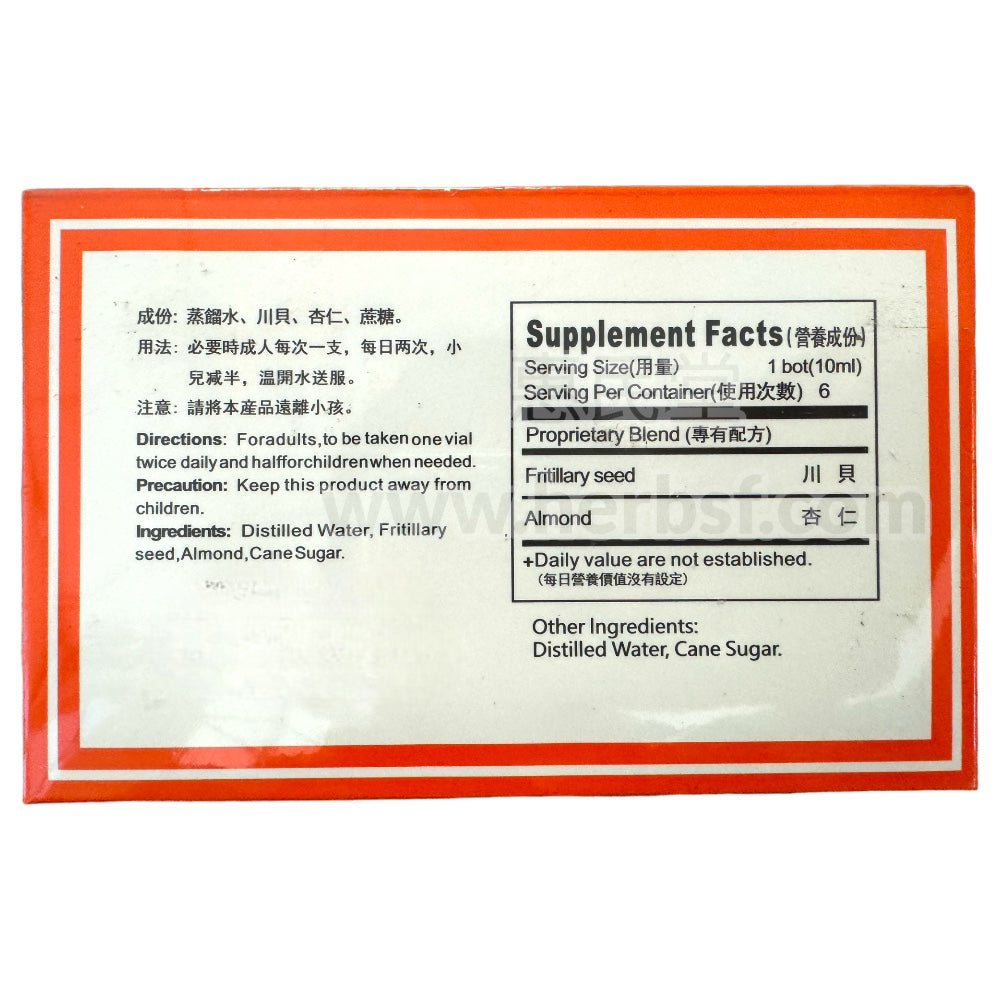 成份: 蒸餾水、川貝、杏仁、蔗糖。
用法: 必要時成人每次一支，每日两次，小
兒减半，溫開水送服。
注意: 請將本産品遠離小孩。
Directions: Foradults,to be taken one vial
twice daily and halfforchildren when needed.
Precaution: Keep this product away from
children.
Ingredients: Distilled Water, Fritillary
seed,Almond,Cane Sugar.
Supplement Facts (營養成份)
Serving Size(用量) 1 bot(10ml)
Serving Per Container(使用次數) 6
Proprietary Blend (專有配方)
Fritillary seed 川貝
Almond 杏仁
+Daily value are not established.
(每日營養價值沒有設定)
Other Ingredients:
Distilled Water, Cane Sugar.
www.herbsf.com